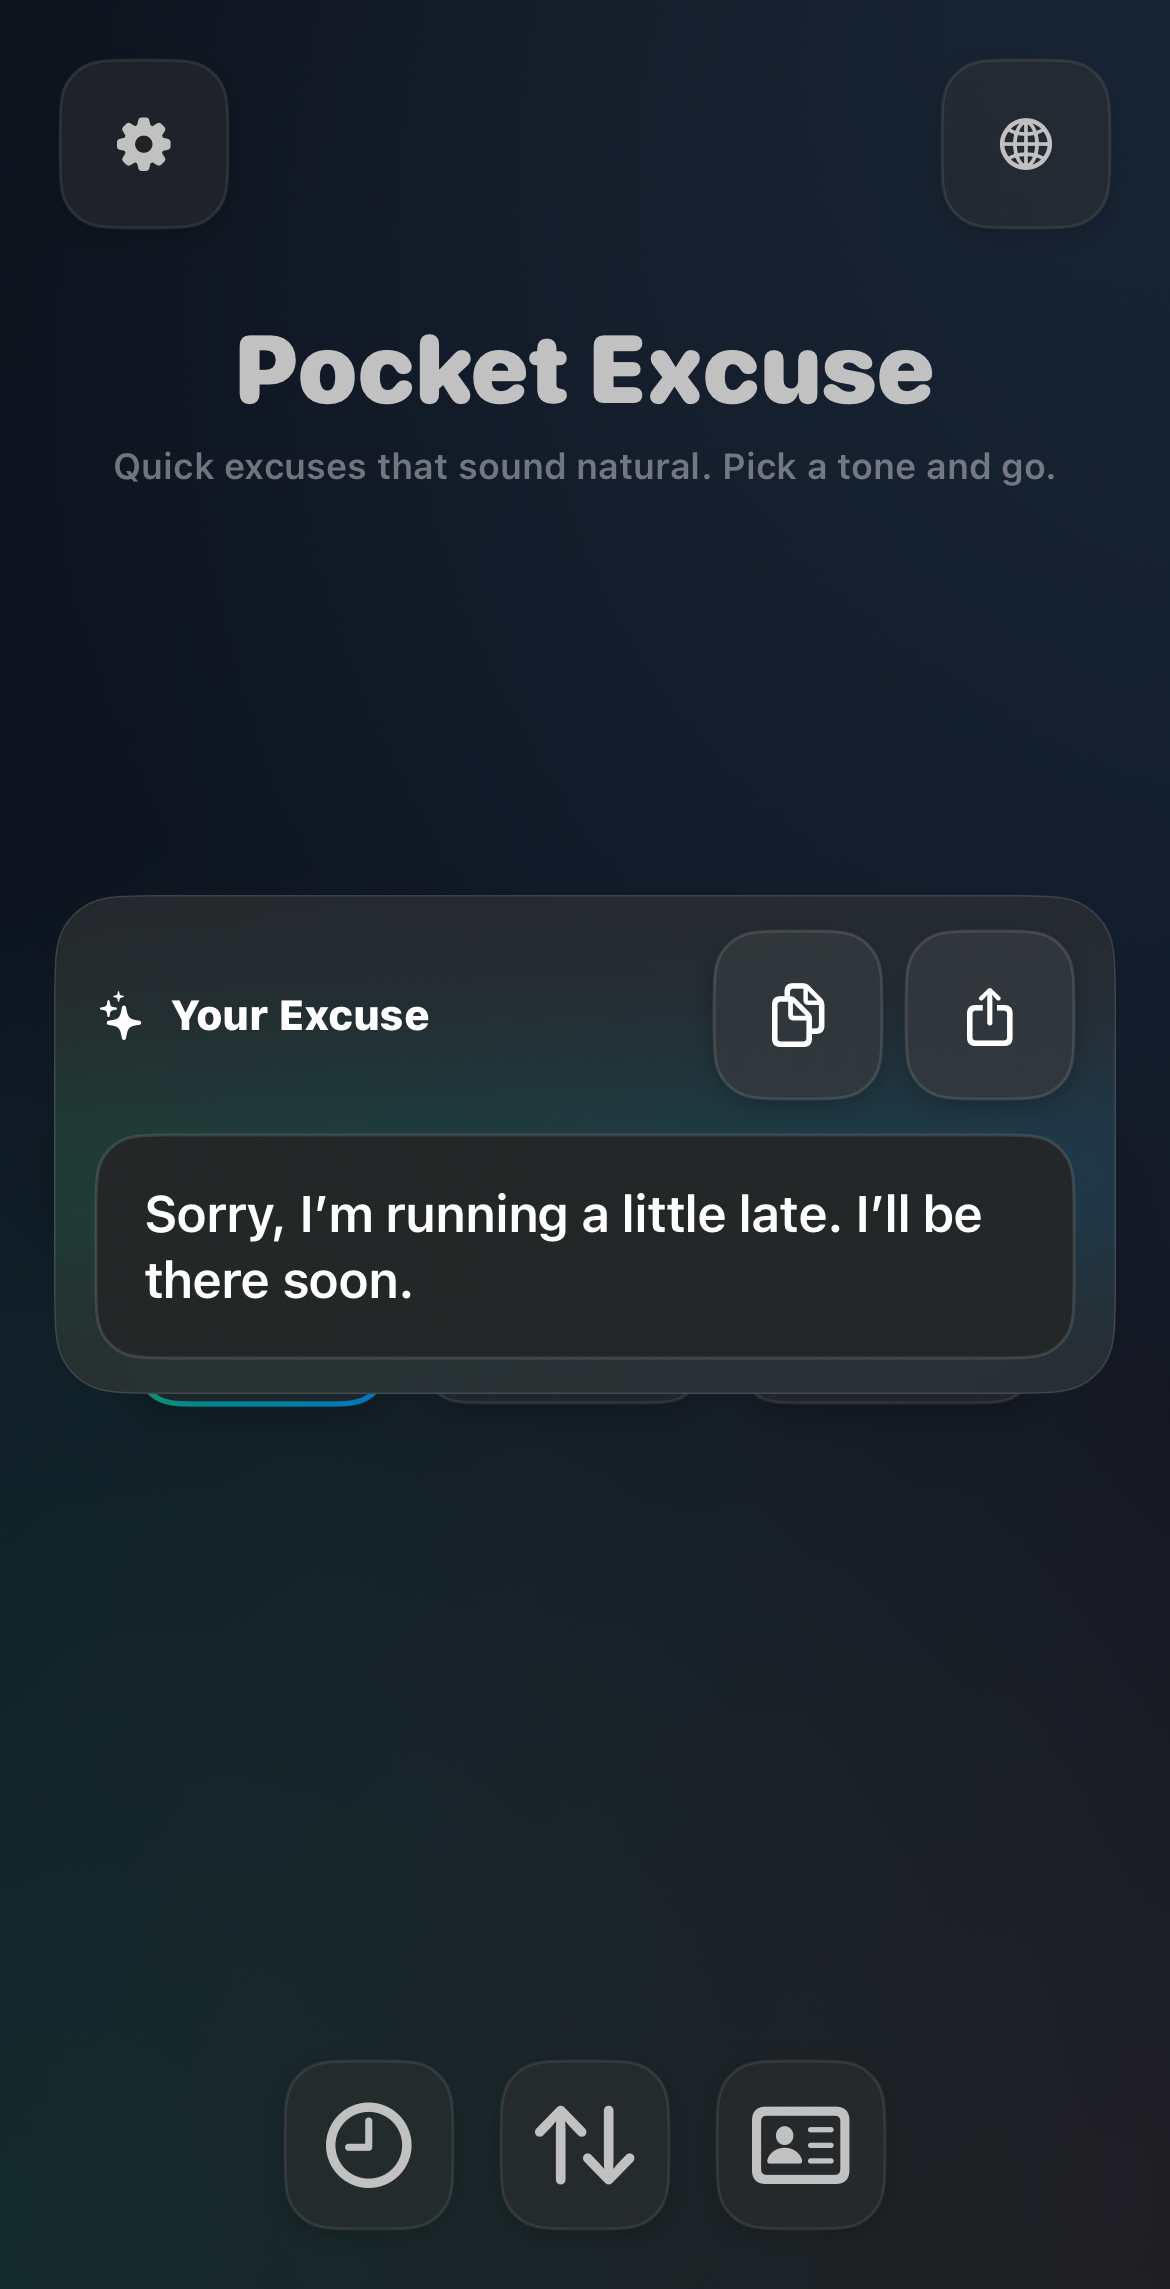 Pocket Excuse
Quick excuses that sound natural. Pick a tone and go.
Your Excuse
Sorry, I’m running a little late. I’ll be
there soon.